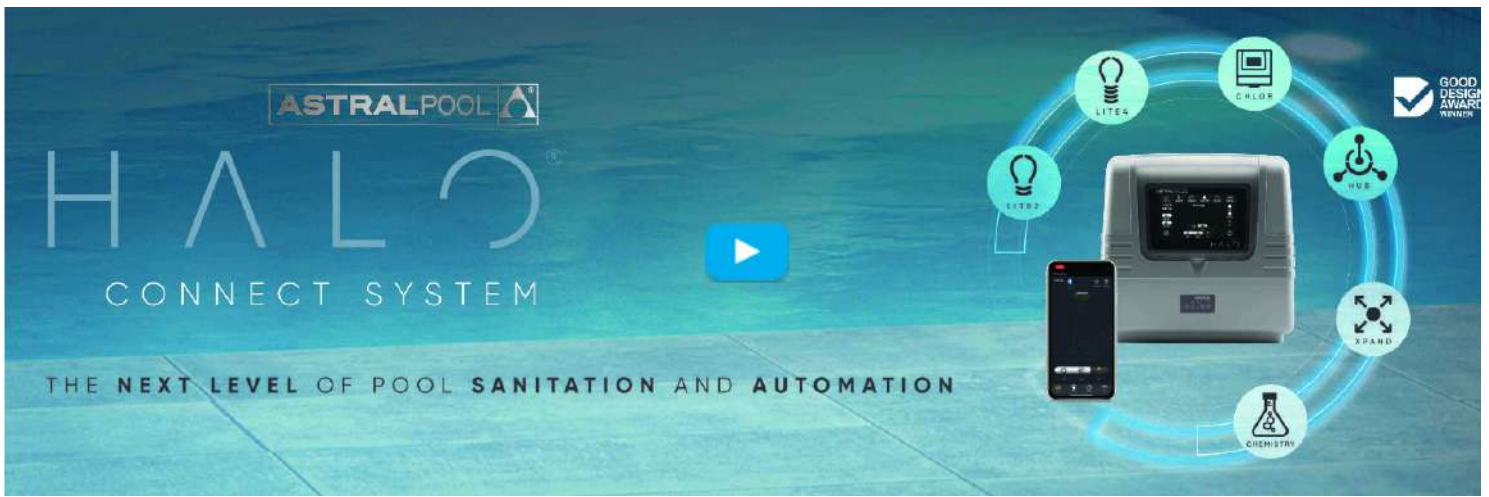 ASTRALPOOL®
HALO®
CONNECT SYSTEM
THE NEXT LEVEL OF POOL SANITATION AND AUTOMATION
LITE2
LITE4
CHLOR
HUB
XPAND
CHEMISTRY
HALO
GOOD
DESIGN
AWARD
WINNER